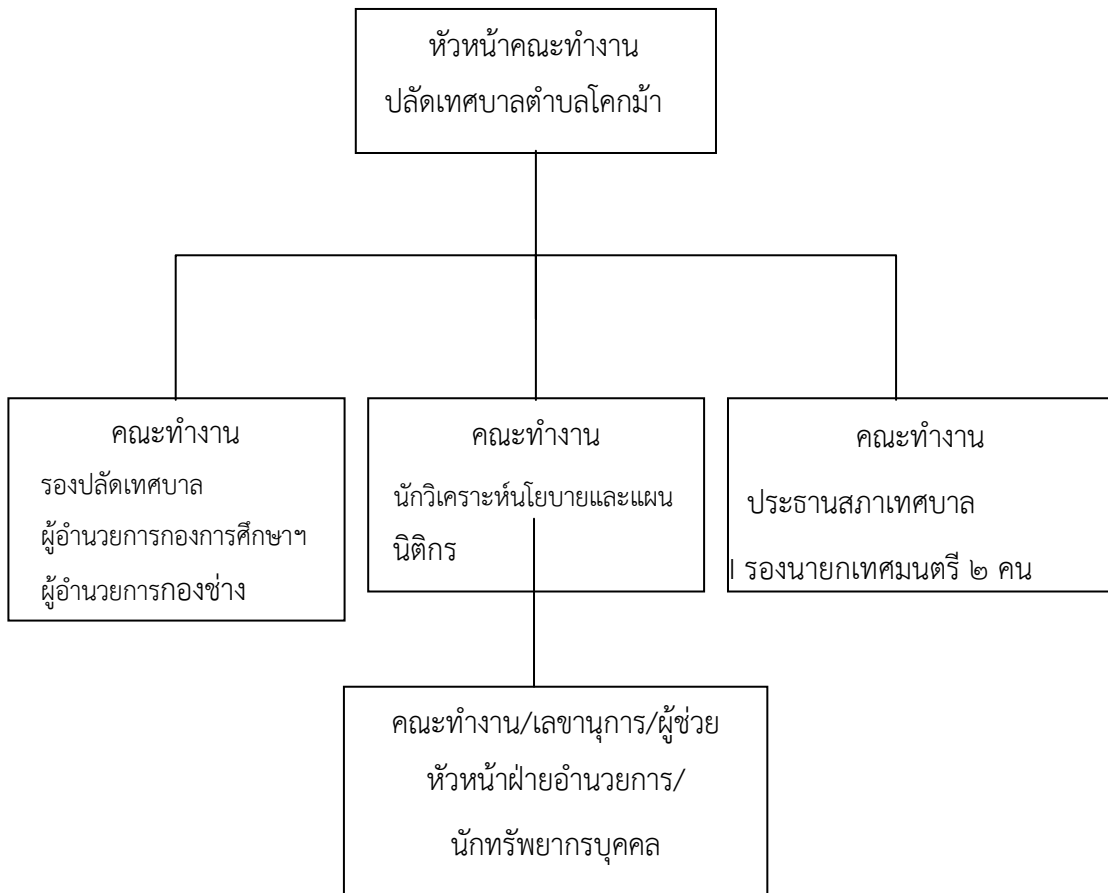 หัวหน้าคณะทำงาน
ปลัดเทศบาลตำบลโคกม้า
คณะทำงาน
รองปลัดเทศบาล
ผู้อำนวยการกองการศึกษาฯ
ผู้อำนวยการกองช่าง
คณะทำงาน
นักวิเคราะห์นโยบายและแผน
นิติกร
คณะทำงาน
ประธานสภาเทศบาล
l รองนายกเทศมนตรี ๒ คน
คณะทำงาน/เลขานุการ/ผู้ช่วย
หัวหน้าฝ่ายอำนวยการ/
นักทรัพยากรบุคคล